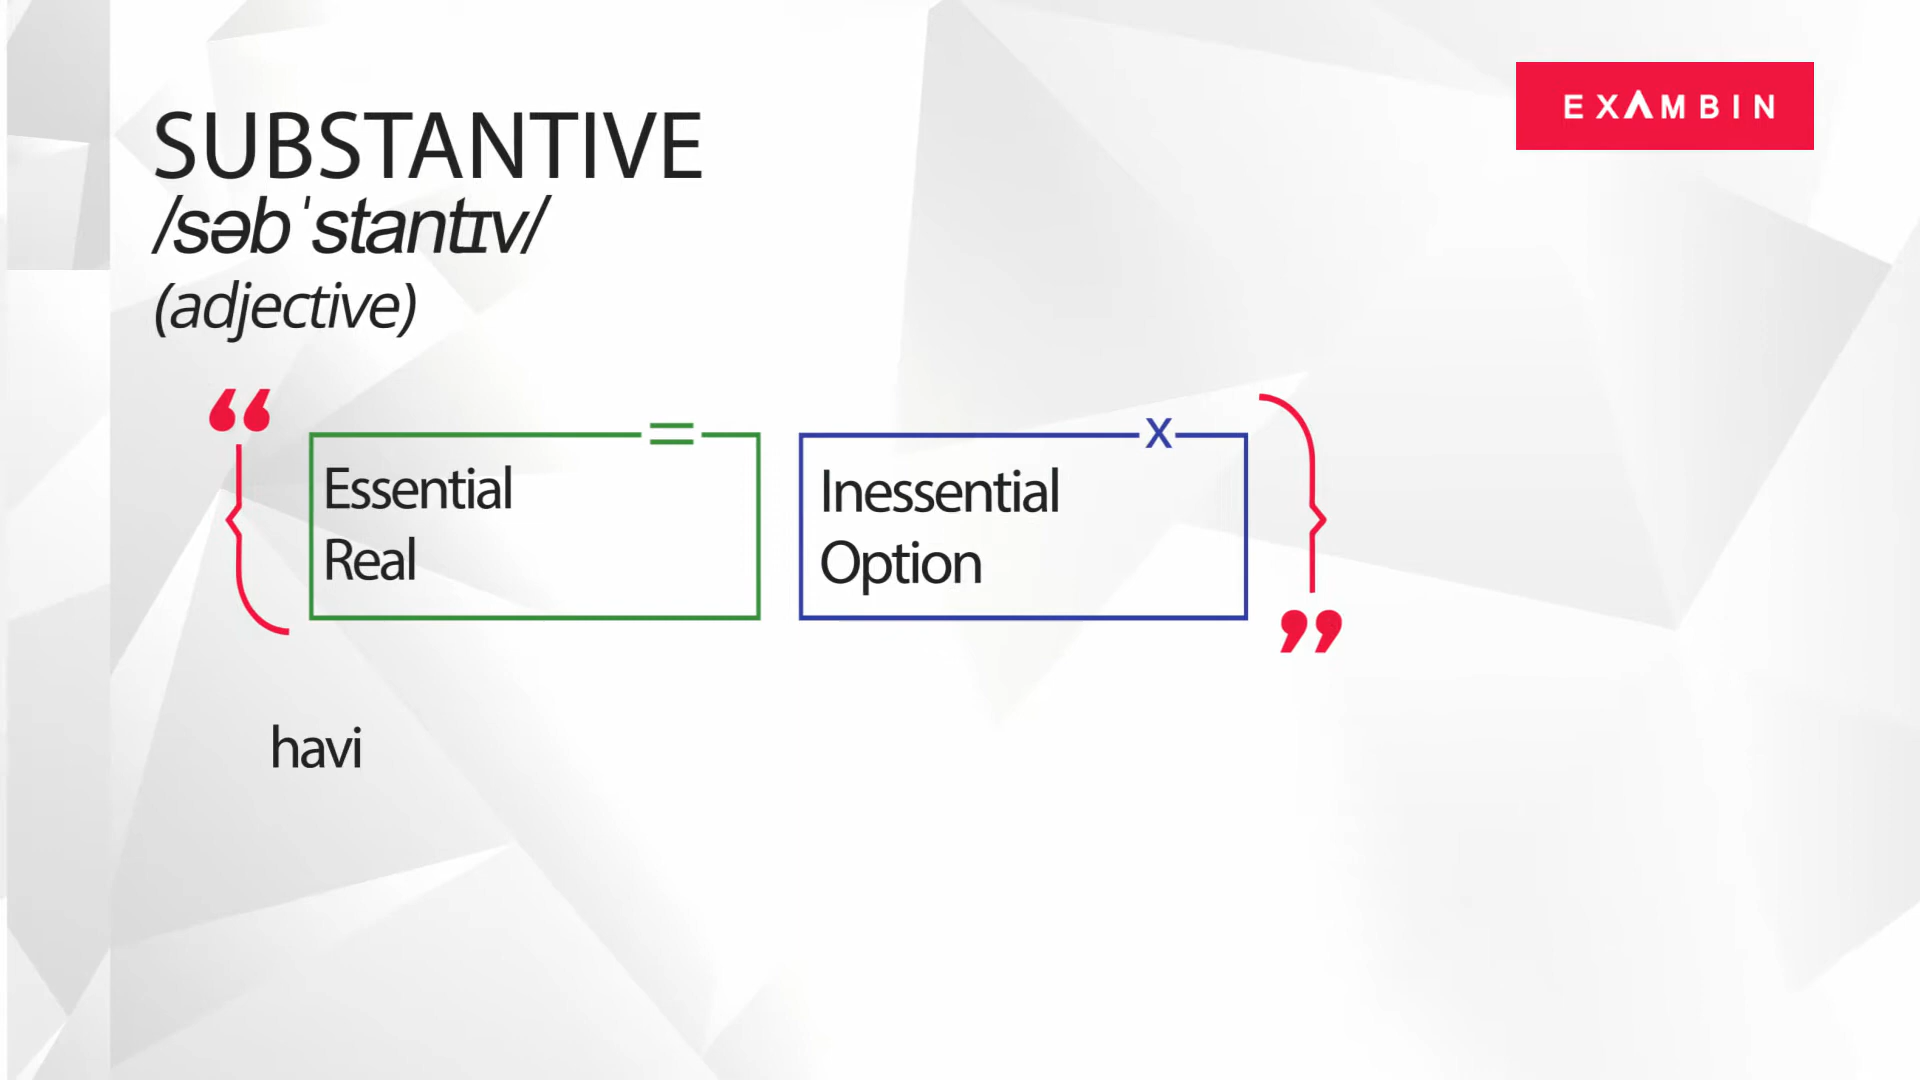 EXAMBIN
SUBSTANTIVE
/səbˈstantɪv/
(adjective)
“
=
Essential
Real
x
Inessential
Option
”
havi